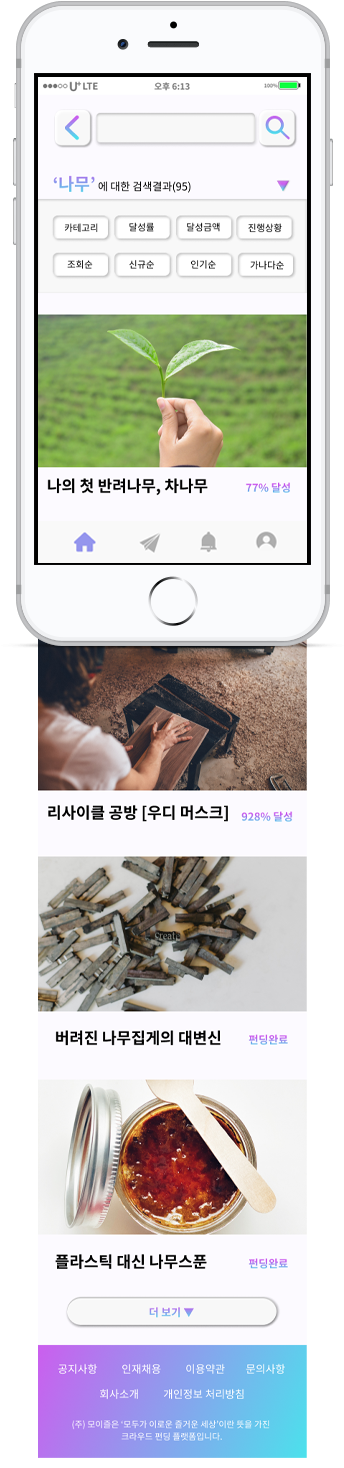 U+ LTE 오후 6:13 100%
'나무' 에 대한 검색결과(95)
카테고리 달성률 달성금액 진행상황
조회순 신규순 인기순 가나다순
나의 첫 반려나무, 차나무 77% 달성
리사이클 공방 [우디 머스크] 928% 달성
create
버려진 나무집게의 대변신 펀딩완료
플라스틱 대신 나무스푼 펀딩완료
더 보기 ▼
공지사항 인재채용 이용약관 문의사항
회사소개 개인정보 처리방침
(주) 모이즐은 '모두가 이로운 즐거운 세상'이란 뜻을 가진
크라우드 펀딩 플랫폼입니다.